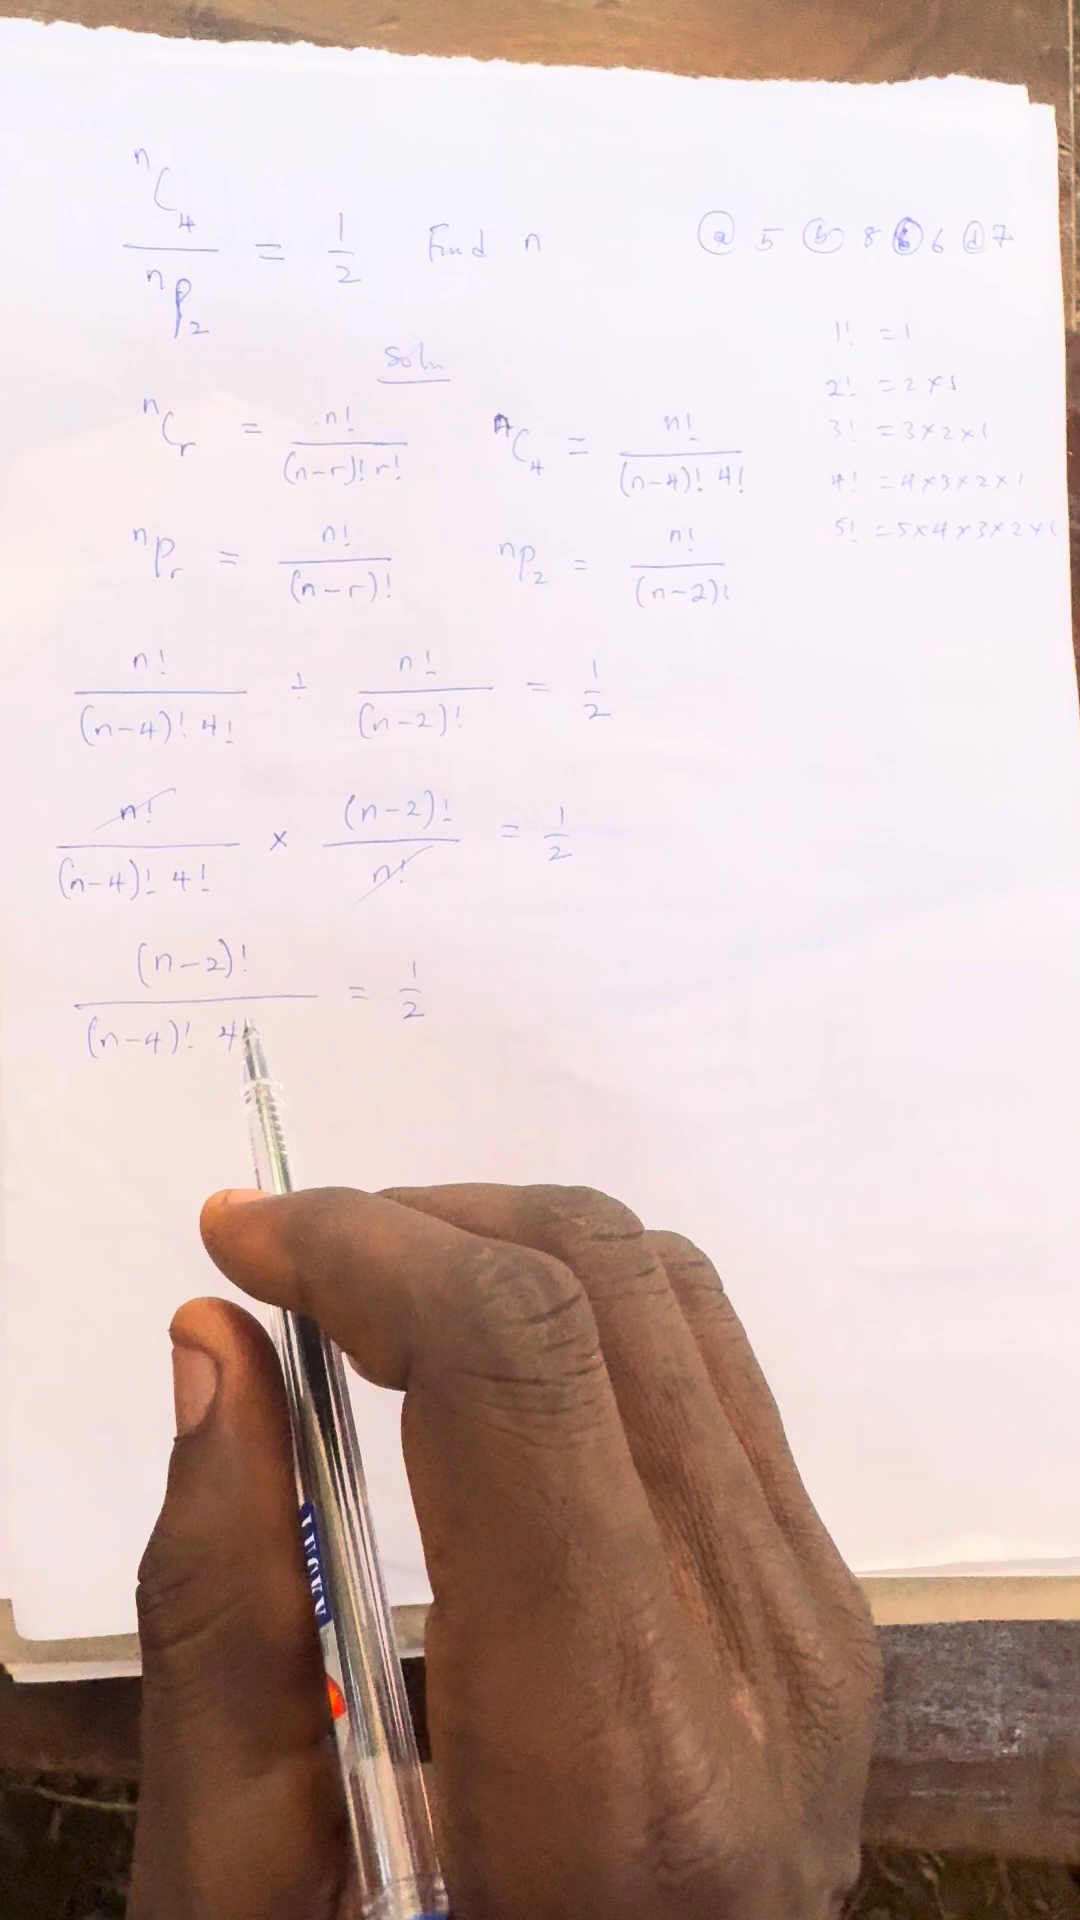 ⁿC₄ / ⁿP₂ = 1/2 Find n (a) 5 (b) 8 (c) 6 (d) 7
Soln
1! = 1
2! = 2×1
3! = 3×2×1
4! = 4×3×2×1
5! = 5×4×3×2×1
ⁿCᵣ = n! / (n-r)! r! ⁿC₄ = n! / (n-4)! 4!
ⁿPᵣ = n! / (n-r)! ⁿP₂ = n! / (n-2)!
n! / (n-4)! 4! ÷ n! / (n-2)! = 1/2
n! / (n-4)! 4! × (n-2)! / n! = 1/2
(n-2)! / (n-4)! 4! = 1/2
LUCKY